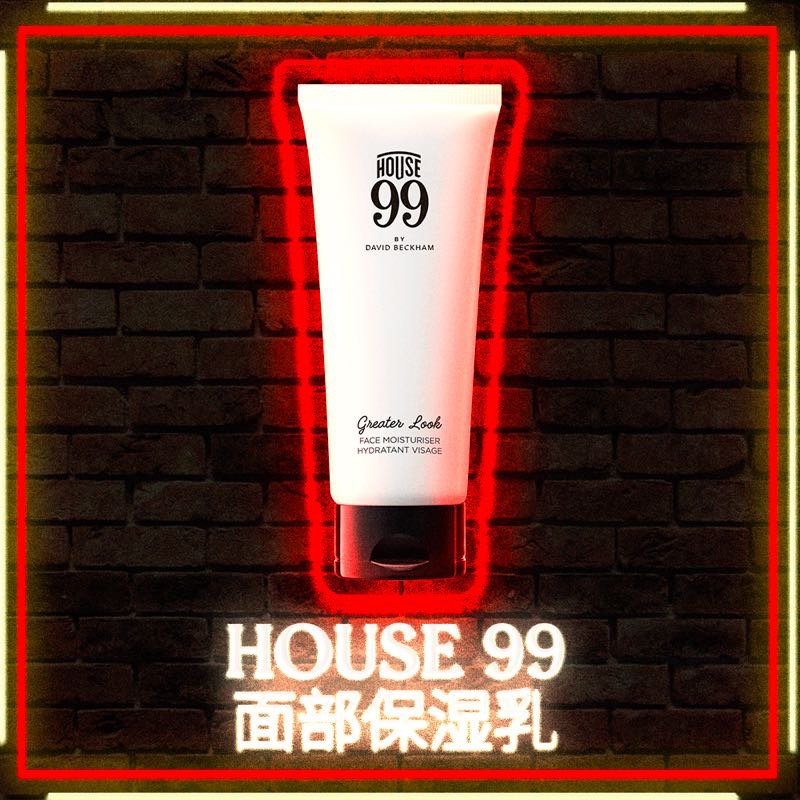 HOUSE
99
BY
DAVID BECKHAM
Greater Look
FACE MOISTURISER
HYDRATANT VISAGE
HOUSE 99
面部保湿乳